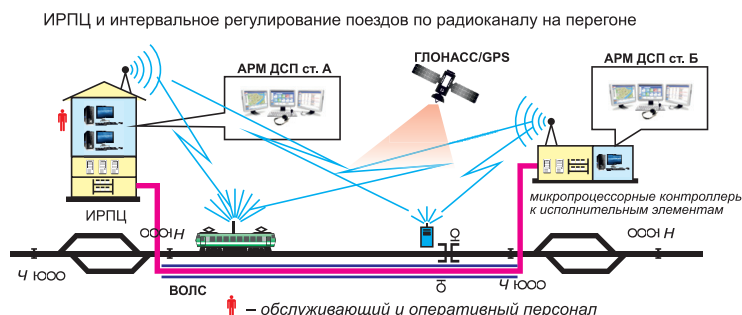 ИРПЦ и интервальное регулирование поездов по радиоканалу на перегоне
АРМ ДСП ст. А
ГЛОНАСС/GPS
АРМ ДСП ст. Б
ИРПЦ
микропроцессорные контроллеры
к исполнительным элементам
Н
Н
Ч
Ч
ВОЛС
– обслуживающий и оперативный персонал